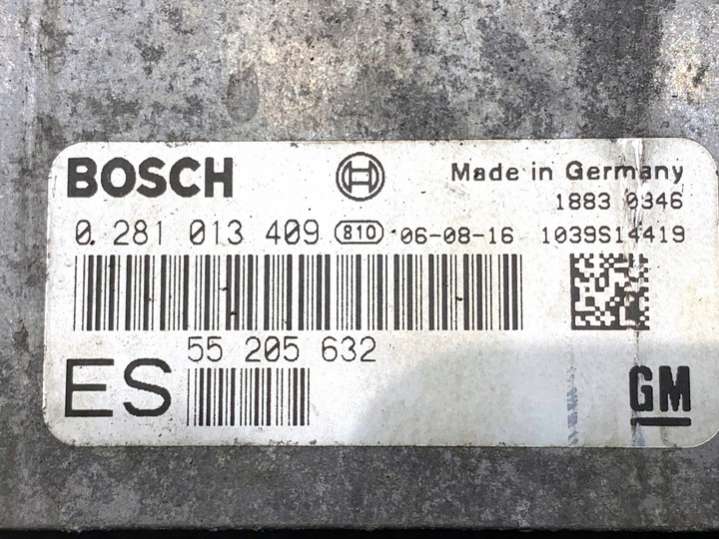 BOSCH Made in Germany
1883 0346
0 281 013 409 810 06-08-16 1039S14419
55 205 632
ES
GM